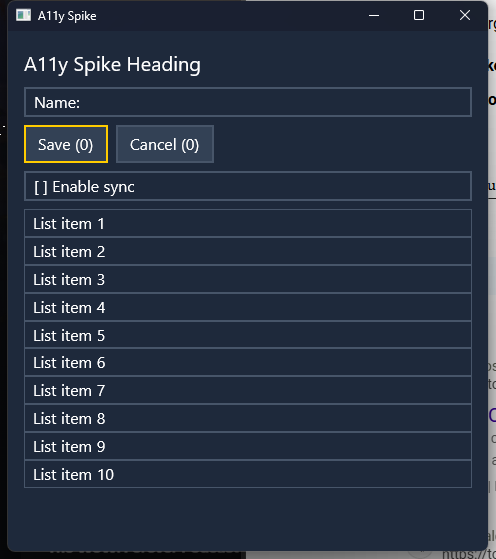 A11y Spike
A11y Spike Heading
Name:
Save (0)
Cancel (0)
[ ] Enable sync
List item 1
List item 2
List item 3
List item 4
List item 5
List item 6
List item 7
List item 8
List item 9
List item 10
https://to